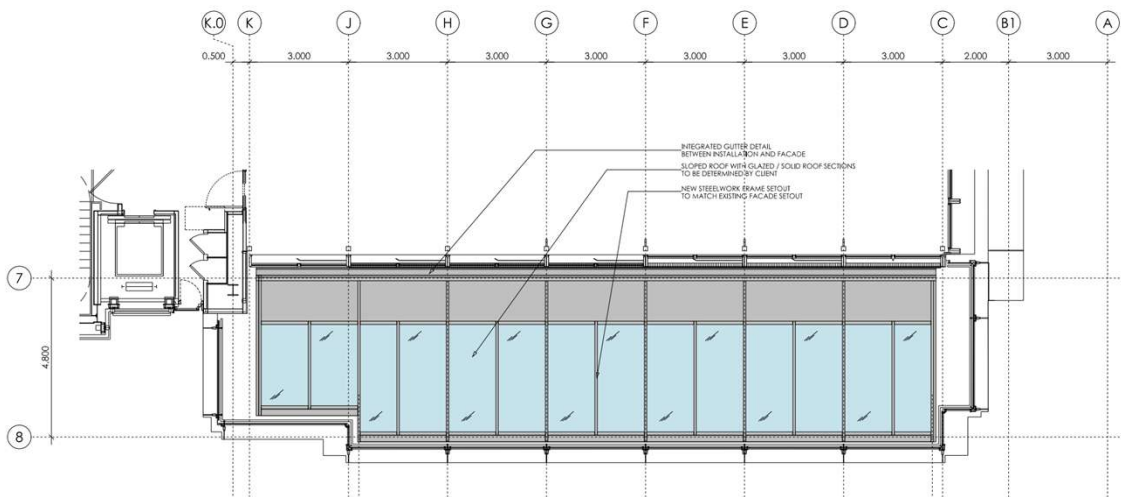 K.0 K J H G F E D C B1 A
0.500 3.000 3.000 3.000 3.000 3.000 3.000 3.000 2.000 3.000
INTEGRATED GUTTER DETAIL
BETWEEN INSTALLATION AND FACADE
SLOPED ROOF WITH GLAZED / SOLID ROOF SECTIONS
TO BE DETERMINED BY CLIENT
NEW STEEELWORK FRAME SETOUT
TO MATCH EXISTING FACADE SETOUT
7
4.800
8